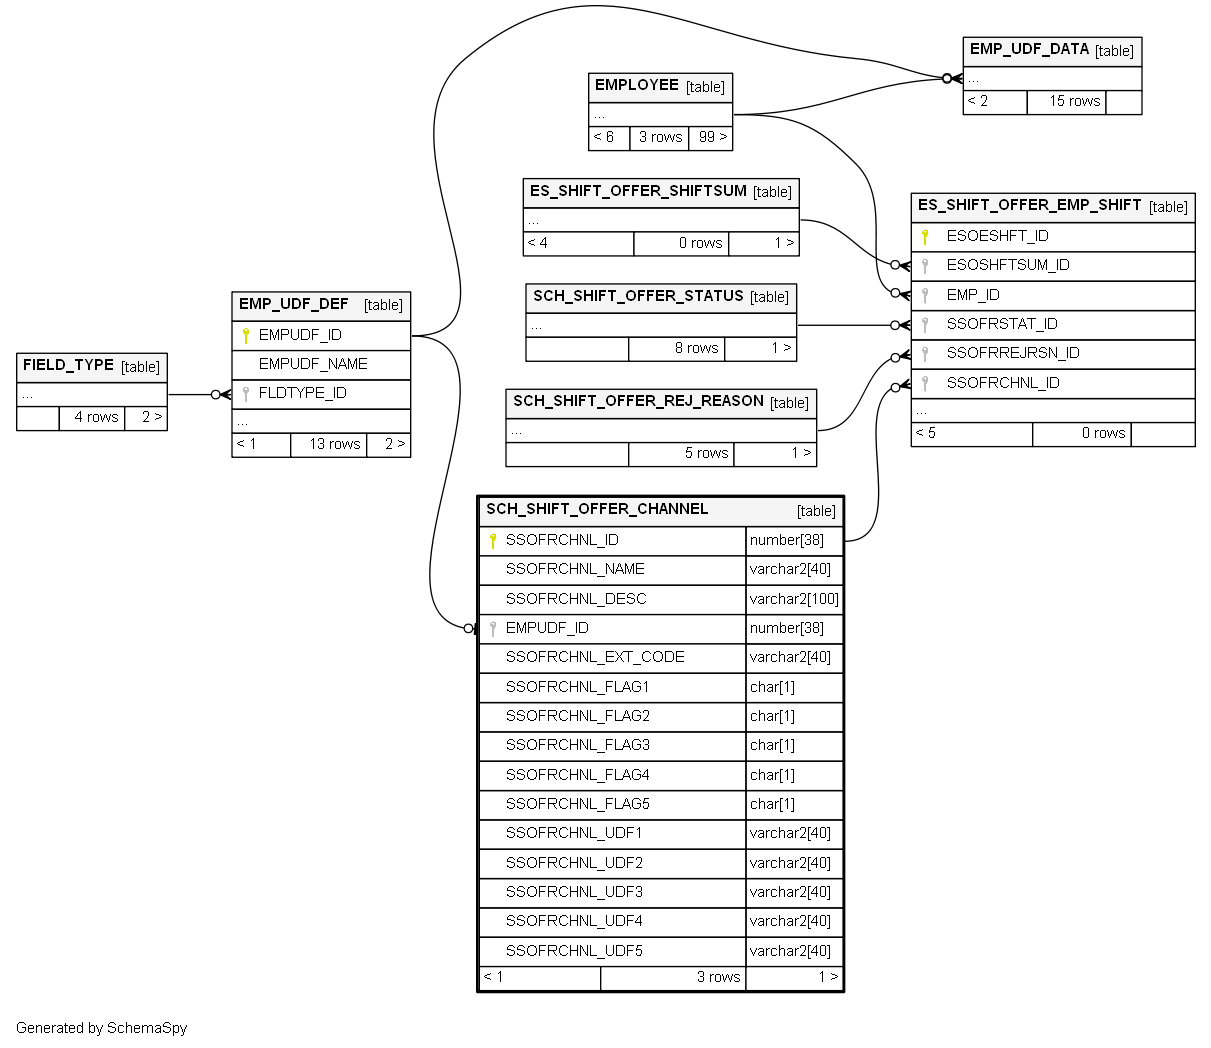 EMP_UDF_DATA [table]
...
< 2 15 rows
EMPLOYEE [table]
...
< 6 3 rows 99 >
ES_SHIFT_OFFER_SHIFTSUM [table]
...
< 4 0 rows 1 >
ES_SHIFT_OFFER_EMP_SHIFT [table]
ESOESHFT_ID
ESOSHFTSUM_ID
EMP_ID
SSOFRSTAT_ID
SSOFRREJRSN_ID
SSOFRCHNL_ID
...
< 5 0 rows
SCH_SHIFT_OFFER_STATUS [table]
...
8 rows 1 >
EMP_UDF_DEF [table]
EMPUDF_ID
EMPUDF_NAME
FLDTYPE_ID
...
< 1 13 rows 2 >
FIELD_TYPE [table]
...
4 rows 2 >
SCH_SHIFT_OFFER_REJ_REASON [table]
...
5 rows 1 >
SCH_SHIFT_OFFER_CHANNEL [table]
SSOFRCHNL_ID number[38]
SSOFRCHNL_NAME varchar2[40]
SSOFRCHNL_DESC varchar2[100]
EMPUDF_ID number[38]
SSOFRCHNL_EXT_CODE varchar2[40]
SSOFRCHNL_FLAG1 char[1]
SSOFRCHNL_FLAG2 char[1]
SSOFRCHNL_FLAG3 char[1]
SSOFRCHNL_FLAG4 char[1]
SSOFRCHNL_FLAG5 char[1]
SSOFRCHNL_UDF1 varchar2[40]
SSOFRCHNL_UDF2 varchar2[40]
SSOFRCHNL_UDF3 varchar2[40]
SSOFRCHNL_UDF4 varchar2[40]
SSOFRCHNL_UDF5 varchar2[40]
< 1 3 rows 1 >
Generated by SchemaSpy